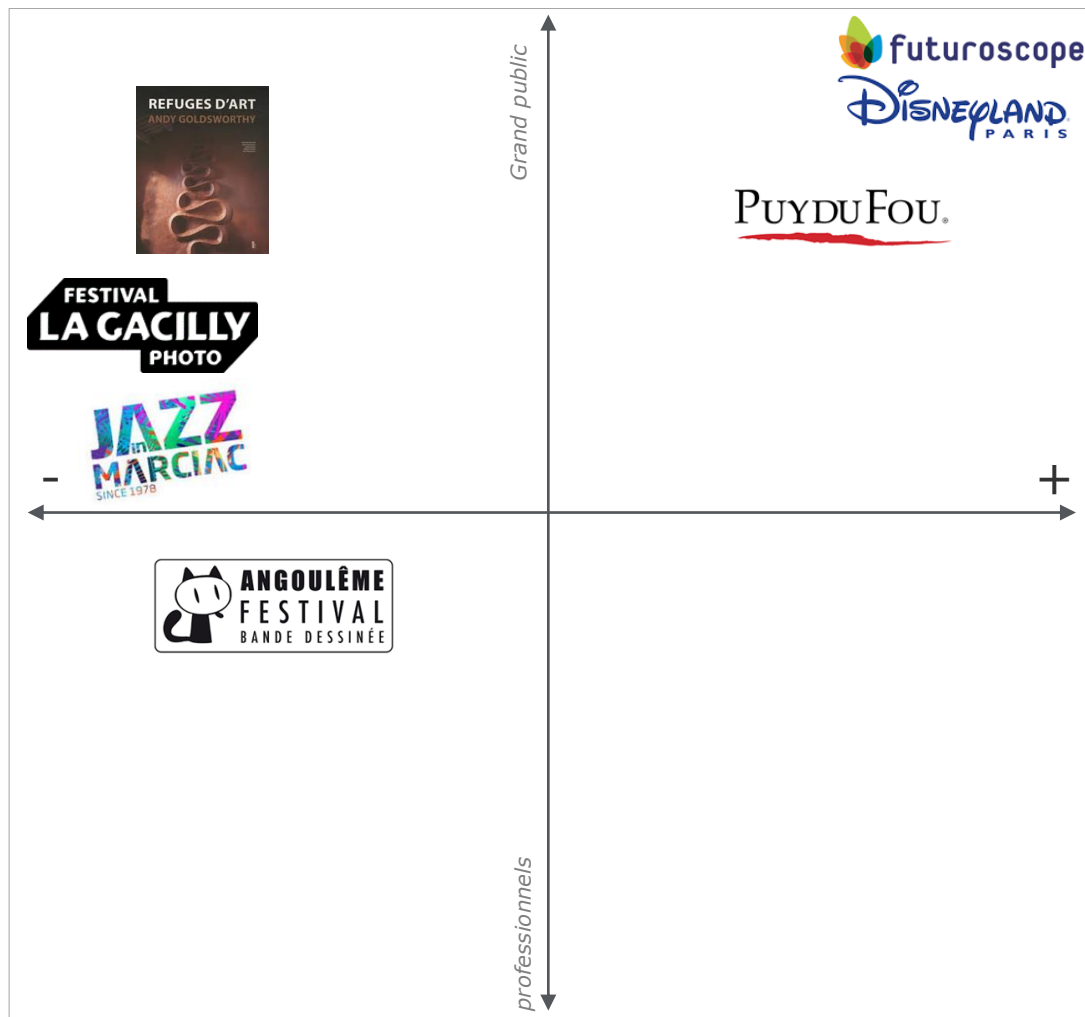 Grand public
futuroscope
DISNEYLAND
PARIS
REFUGES D'ART
ANDY GOLDSWORTHY
PUY DU FOU®
FESTIVAL
LA GACILLY
PHOTO
JAZZ
in
MARCIAC
SINCE 1978
-
+
ANGOULÊME
FESTIVAL
BANDE DESSINÉE
professionnels